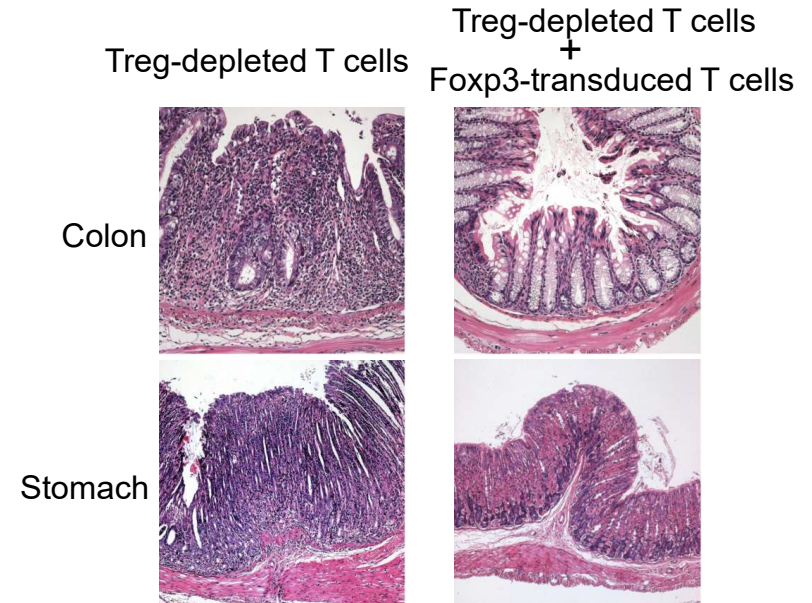 Treg-depleted T cells
Treg-depleted T cells
+
Foxp3-transduced T cells
Colon
Stomach